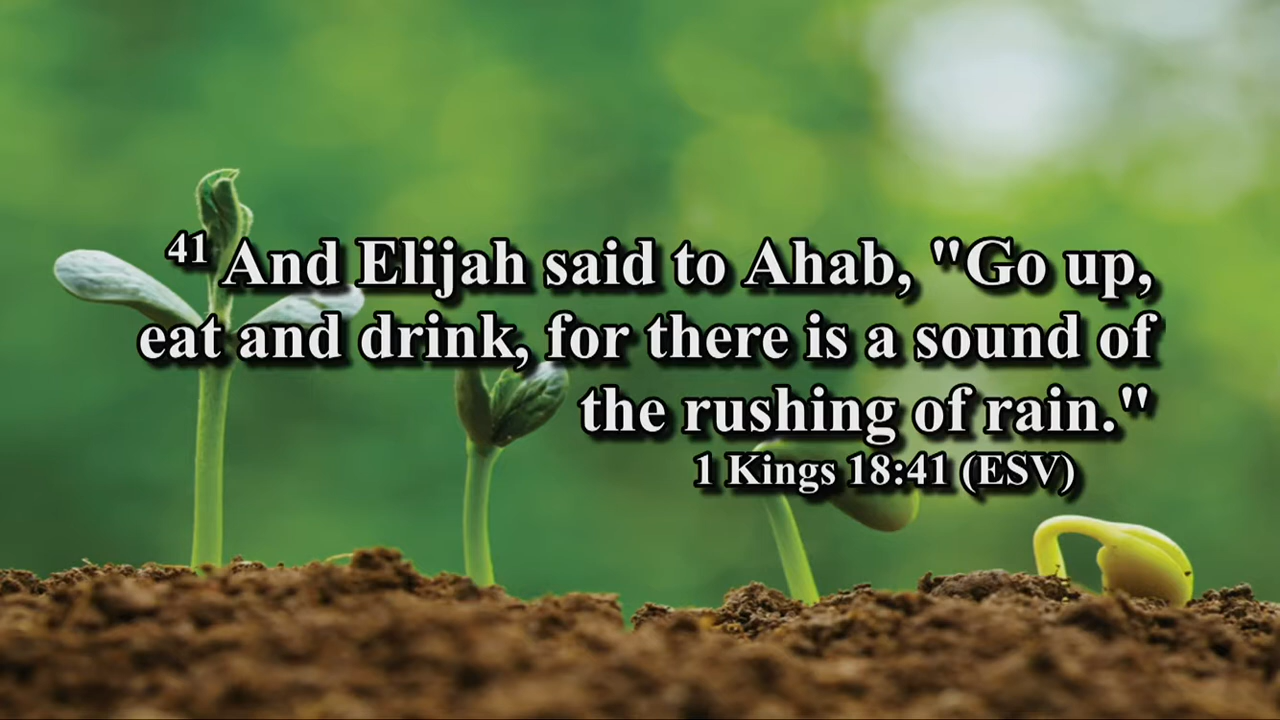 41 And Elijah said to Ahab, "Go up,
eat and drink, for there is a sound of
the rushing of rain."
1 Kings 18:41 (ESV)